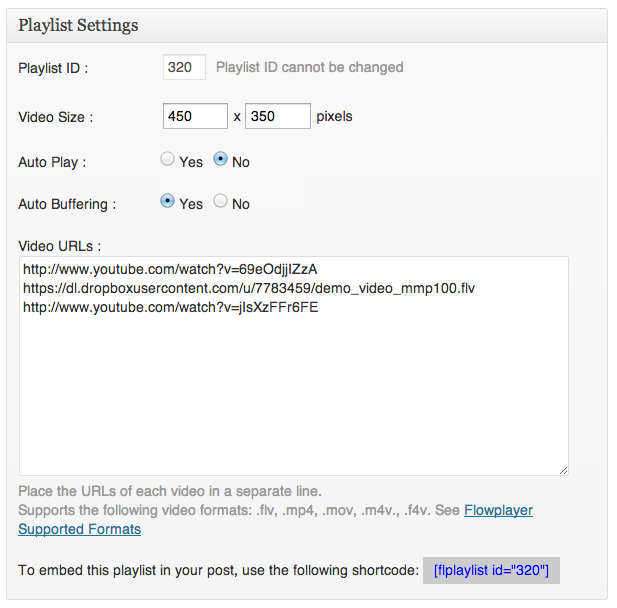 Playlist Settings
Playlist ID : 320 Playlist ID cannot be changed
Video Size : 450 x 350 pixels
Auto Play : Yes No
Auto Buffering : Yes No
Video URLs :
http://www.youtube.com/watch?v=69eOdjjIZzA
https://dl.dropboxusercontent.com/u/7783459/demo_video_mmp100.flv
http://www.youtube.com/watch?v=jIsXzFFr6FE
Place the URLs of each video in a separate line.
Supports the following video formats: .flv, .mp4, .mov, .m4v., .f4v. See Flowplayer
Supported Formats
To embed this playlist in your post, use the following shortcode: [flplaylist id="320"]